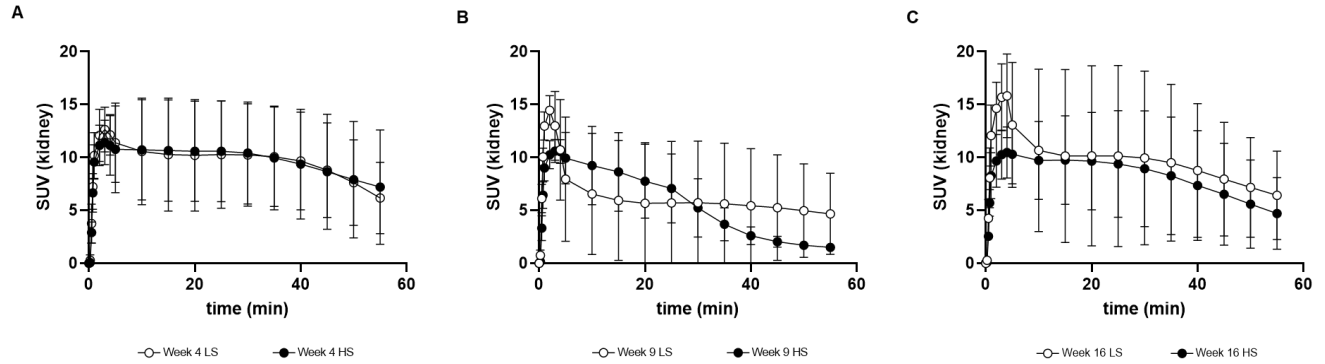 A
B
C
SUV (kidney)
20
15
10
5
0
0
20
40
60
time (min)
Week 4 LS
Week 4 HS
SUV (kidney)
20
15
10
5
0
0
20
40
60
time (min)
Week 9 LS
Week 9 HS
SUV (kidney)
20
15
10
5
0
0
20
40
60
time (min)
Week 16 LS
Week 16 HS